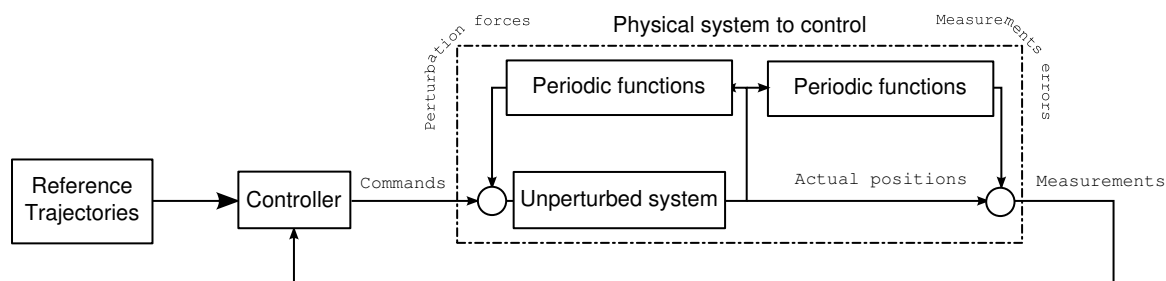 Physical system to control
Perturbation forces
Measurements errors
Periodic functions
Periodic functions
Reference
Trajectories
Controller
Commands
Unperturbed system
Actual positions
Measurements